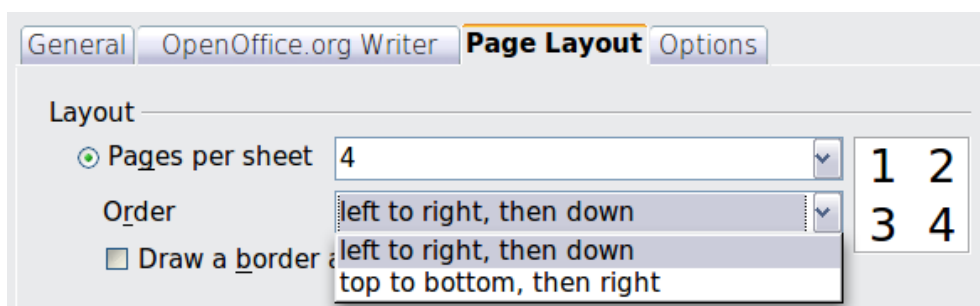 General OpenOffice.org Writer Page Layout Options
Layout
Pages per sheet 4
1 2
Order left to right, then down
3 4
Draw a border
left to right, then down
top to bottom, then right